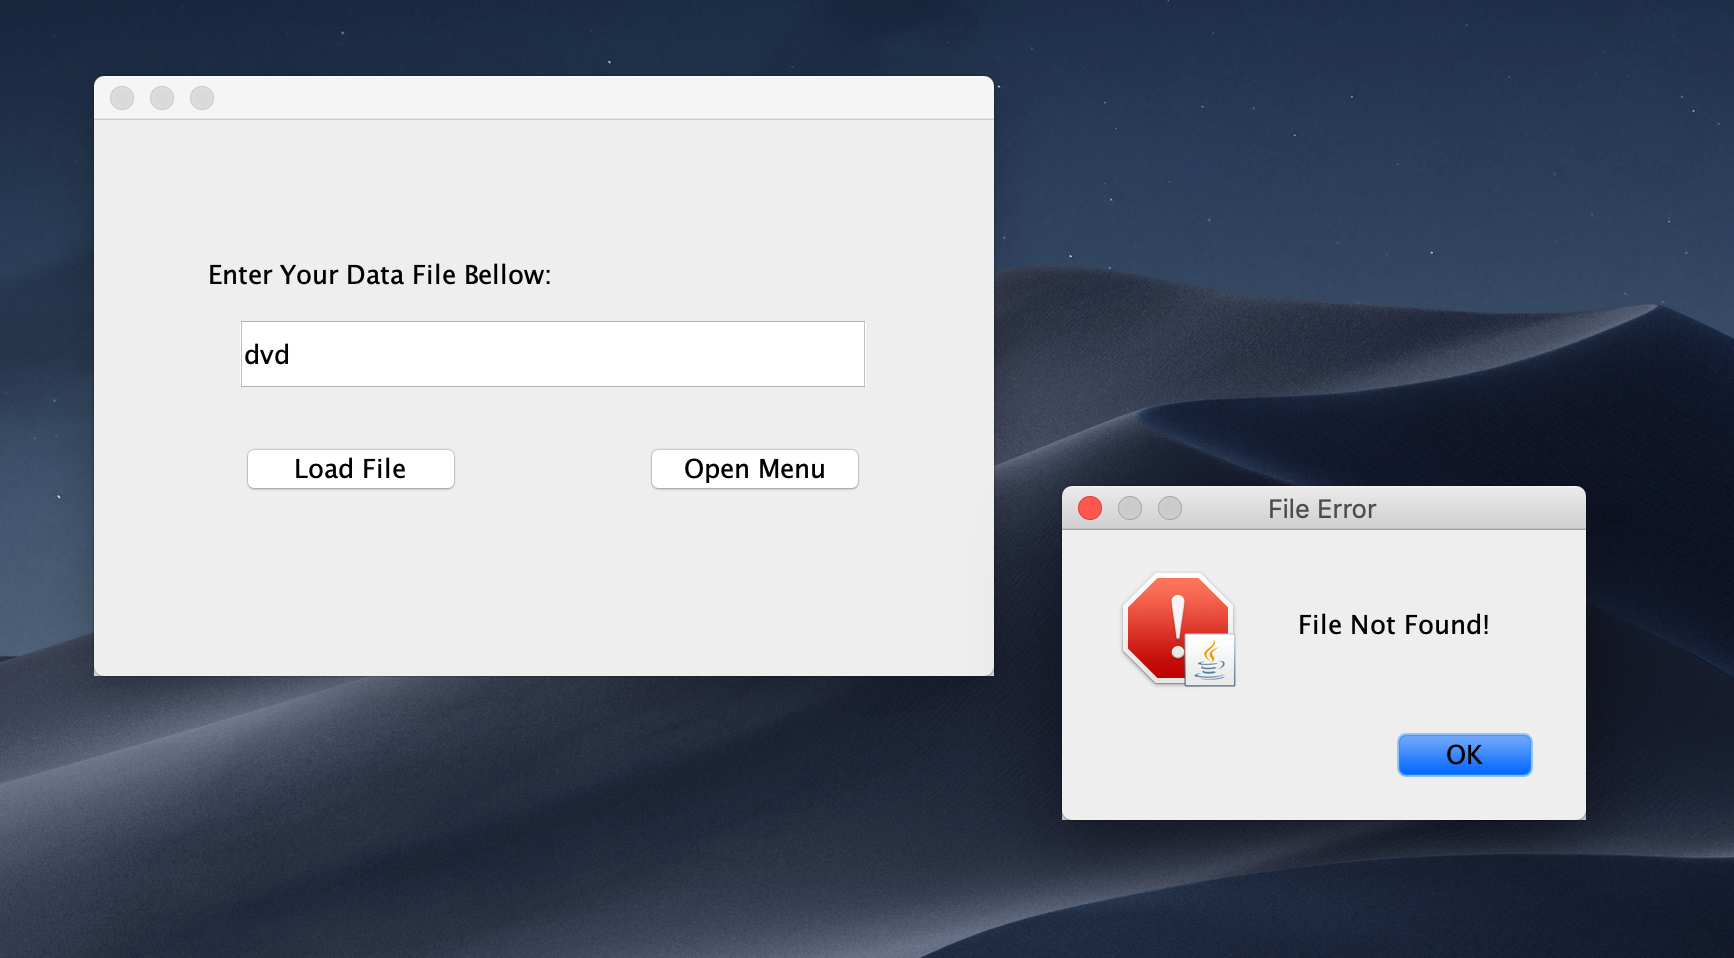 Enter Your Data File Bellow:
dvd
Load File
Open Menu
File Error
File Not Found!
OK